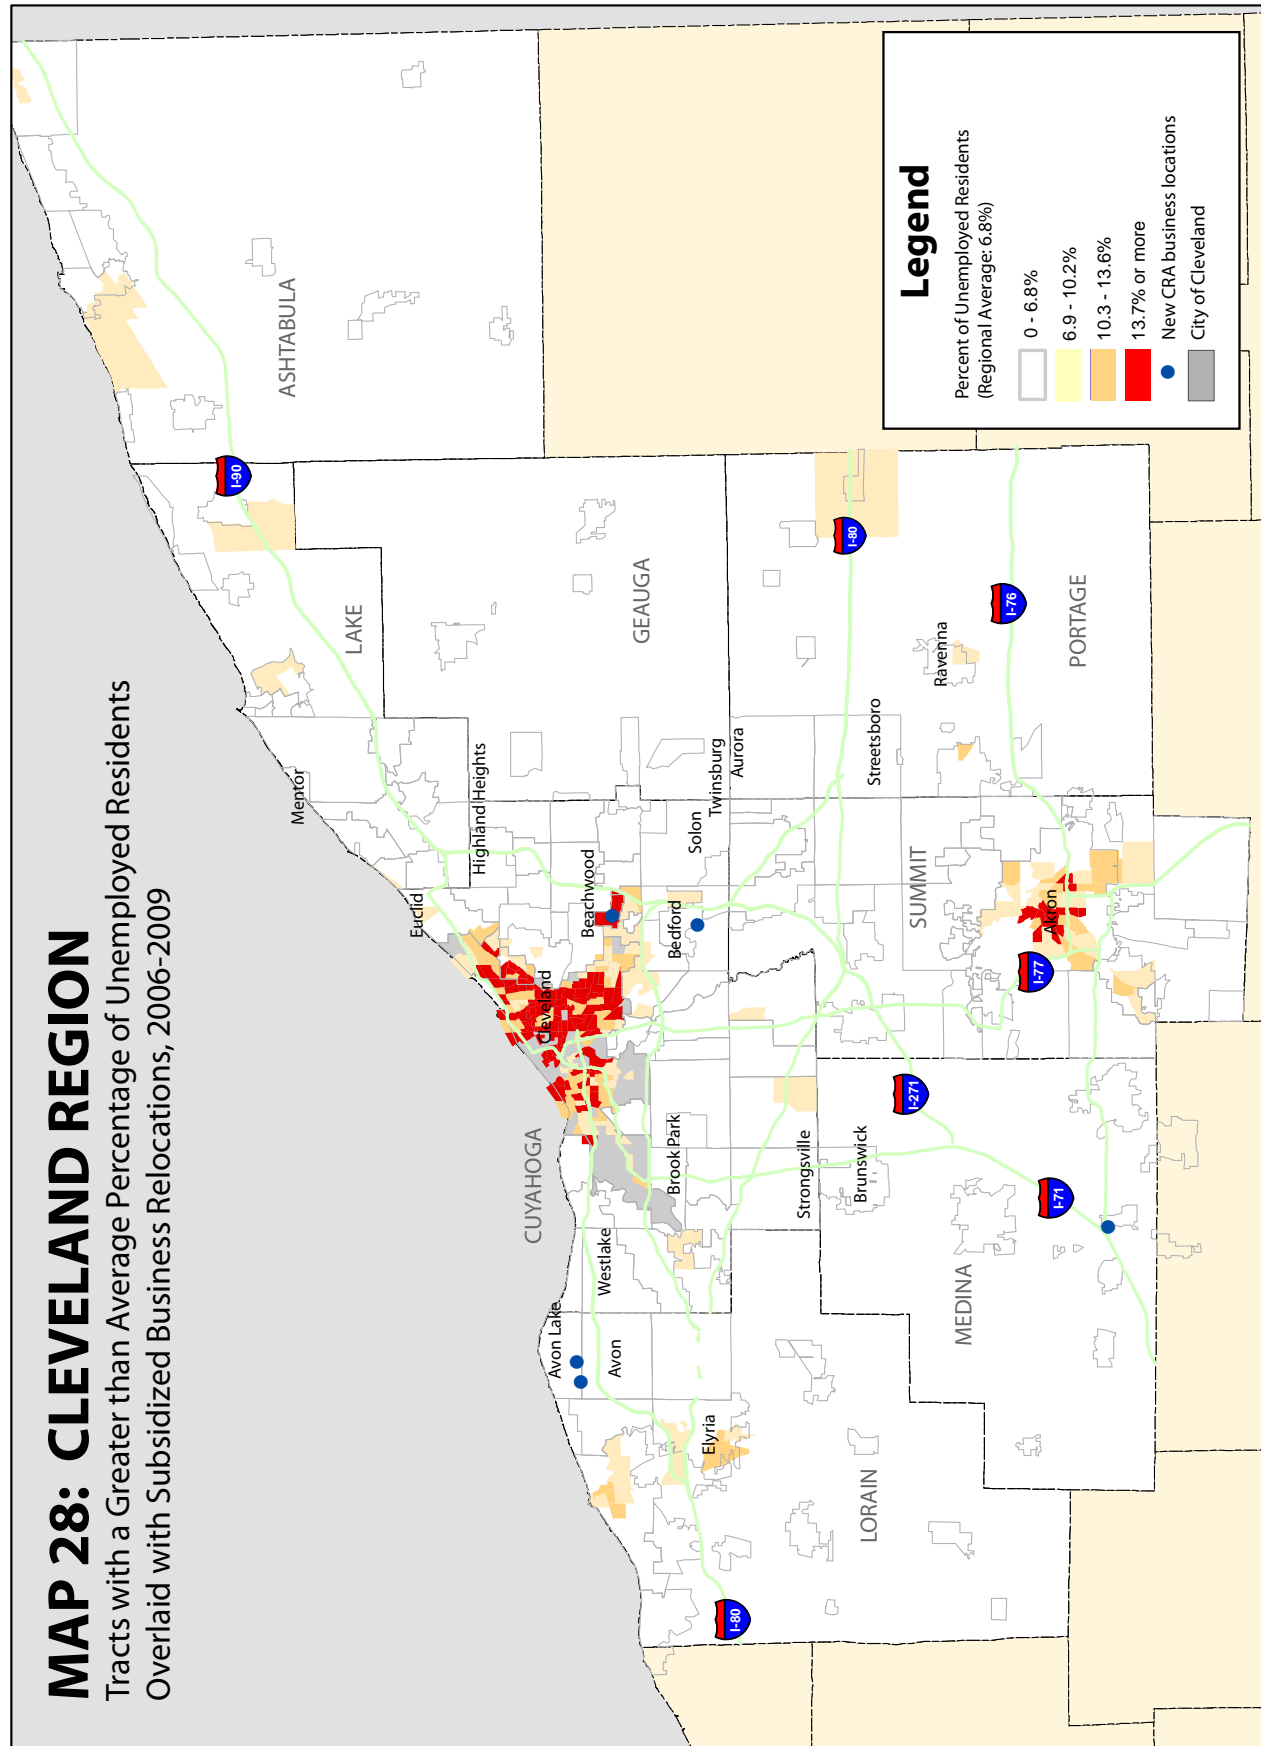 MAP 28: CLEVELAND REGION
Tracts with a Greater than Average Percentage of Unemployed Residents
Overlaid with Subsidized Business Relocations, 2006-2009
ASHTABULA
I-90
LAKE
Mentor
GEAUGA
Highland Heights
Euclid
Beachwood
Cleveland
CUYAHOGA
Bedford
Solon
Twinsburg
Aurora
I-80
Streetsboro
Ravenna
I-76
PORTAGE
SUMMIT
Akron
I-77
I-271
Brook Park
Strongsville
Brunswick
I-71
MEDINA
Westlake
Avon Lake
Avon
Elyria
LORAIN
I-80
Legend
Percent of Unemployed Residents
(Regional Average: 6.8%)
0 - 6.8%
6.9 - 10.2%
10.3 - 13.6%
13.7% or more
New CRA business locations
City of Cleveland